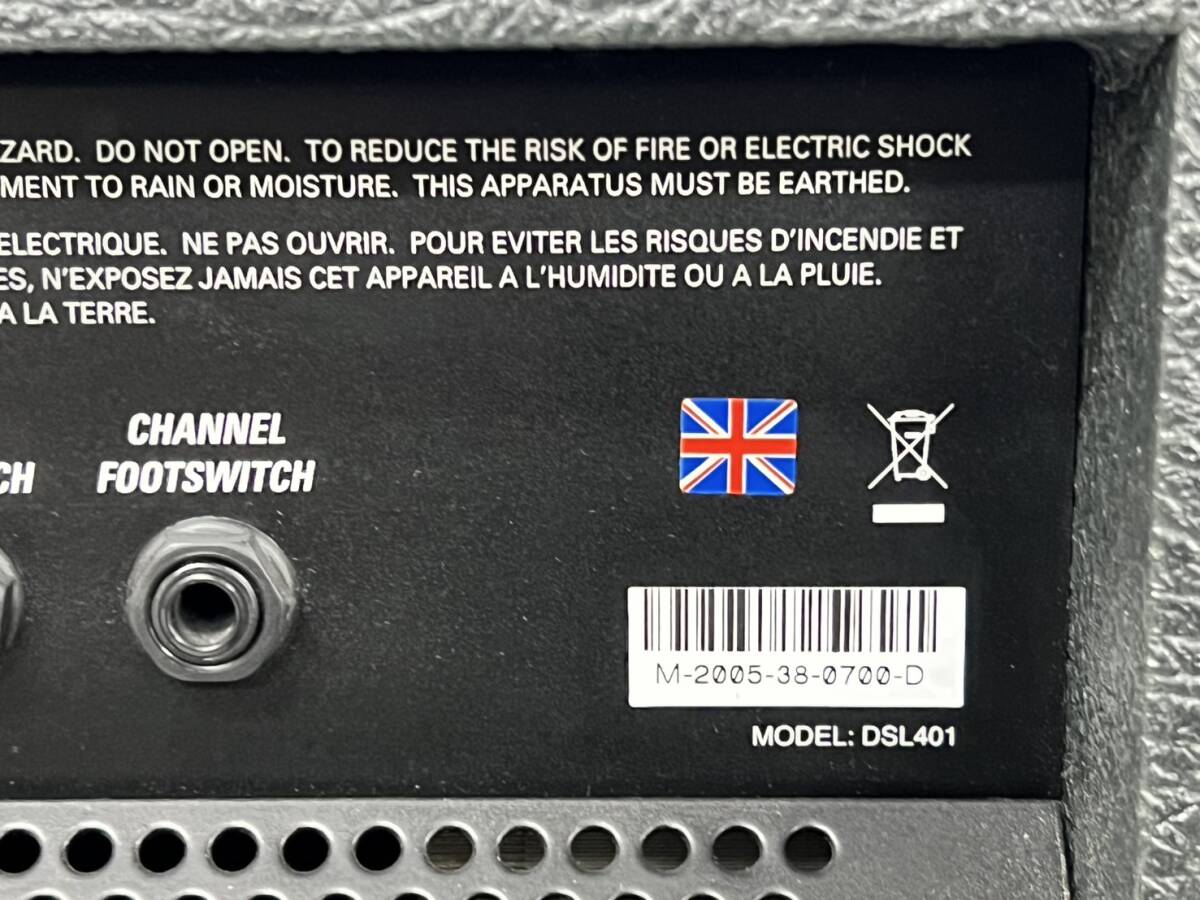 ZARD. DO NOT OPEN. TO REDUCE THE RISK OF FIRE OR ELECTRIC SHOCK
MENT TO RAIN OR MOISTURE. THIS APPARATUS MUST BE EARTHED.
ELECTRIQUE. NE PAS OUVRIR. POUR EVITER LES RISQUES D'INCENDIE ET
ES, N'EXPOSEZ JAMAIS CET APPAREIL A L'HUMIDITE OU A LA PLUIE.
A LA TERRE.
CHANNEL
CH FOOTSWITCH
M-2005-38-0700-D
MODEL: DSL401